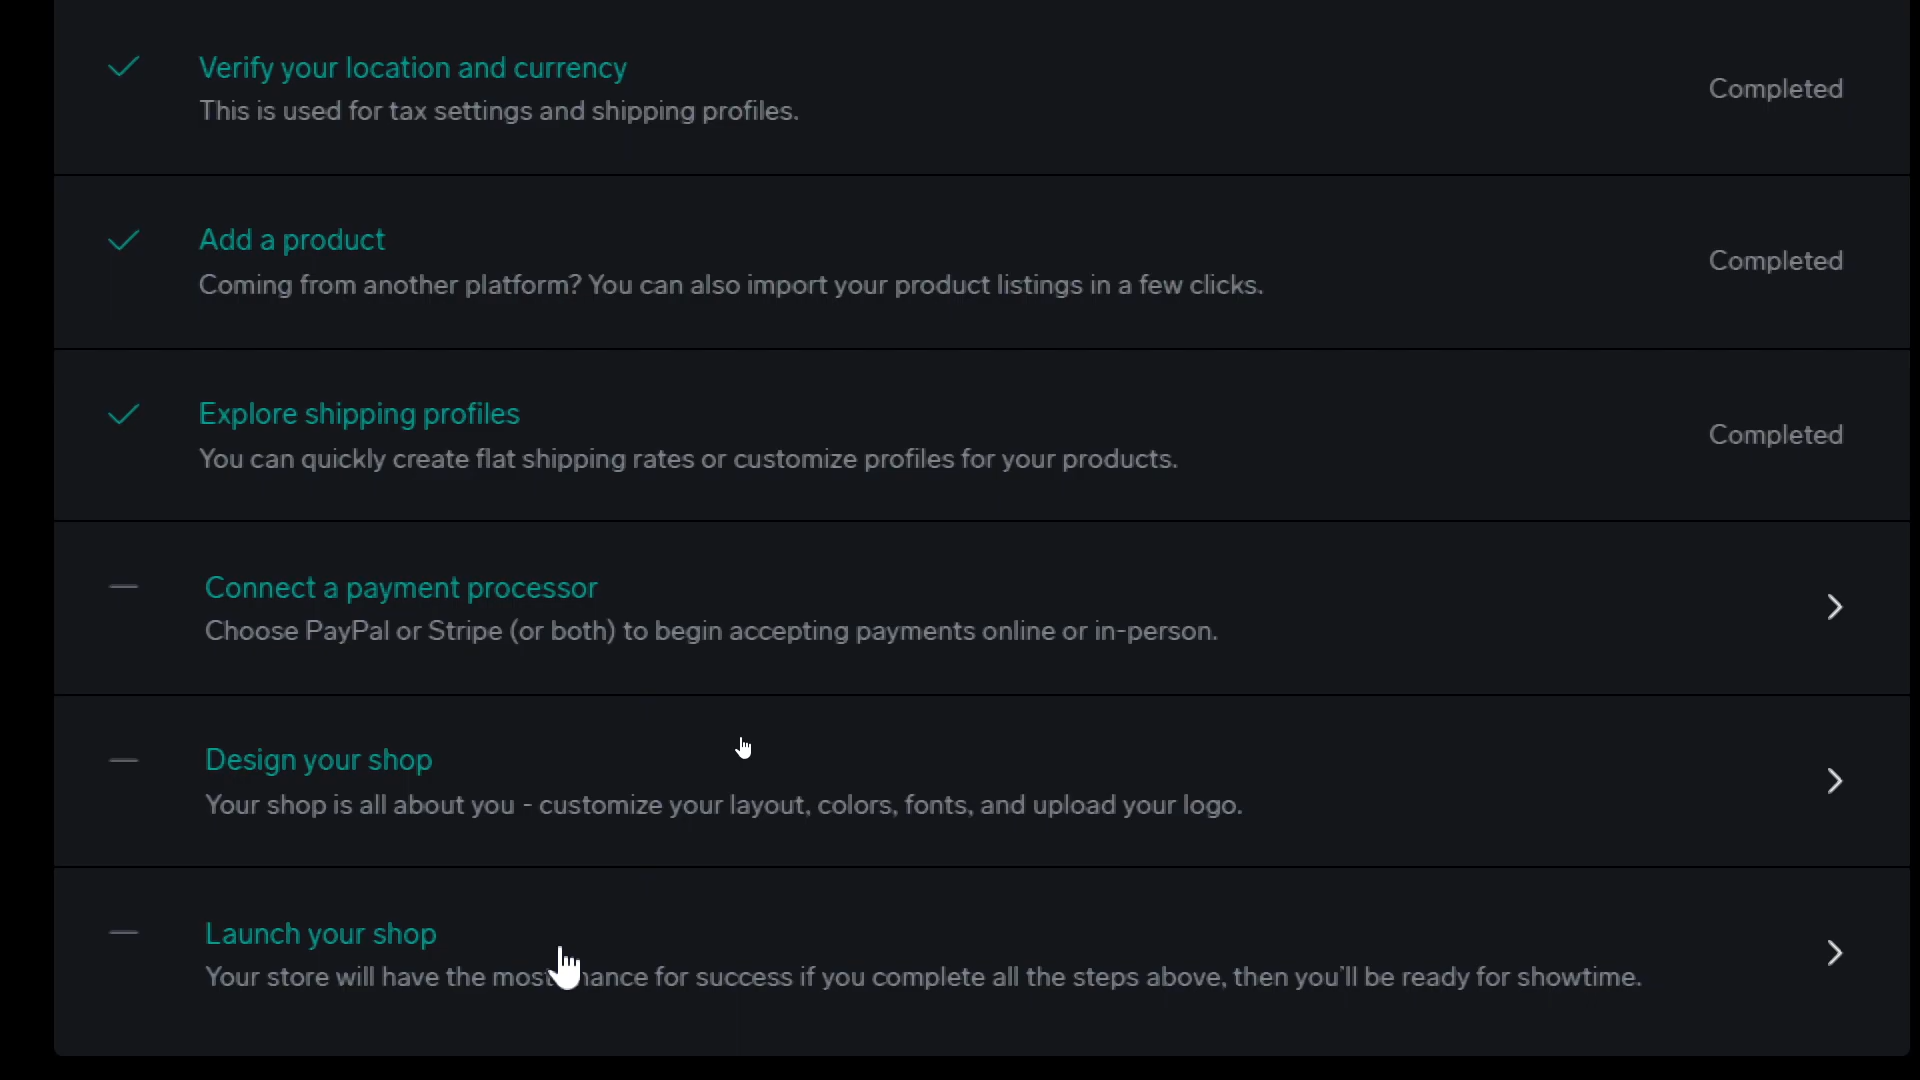 Verify your location and currency
This is used for tax settings and shipping profiles.
Completed
Add a product
Coming from another platform? You can also import your product listings in a few clicks.
Completed
Explore shipping profiles
You can quickly create flat shipping rates or customize profiles for your products.
Completed
Connect a payment processor
Choose PayPal or Stripe (or both) to begin accepting payments online or in-person.
Design your shop
Your shop is all about you - customize your layout, colors, fonts, and upload your logo.
Launch your shop
Your store will have the most for success if you complete all the steps above, then you'll be ready for showtime.